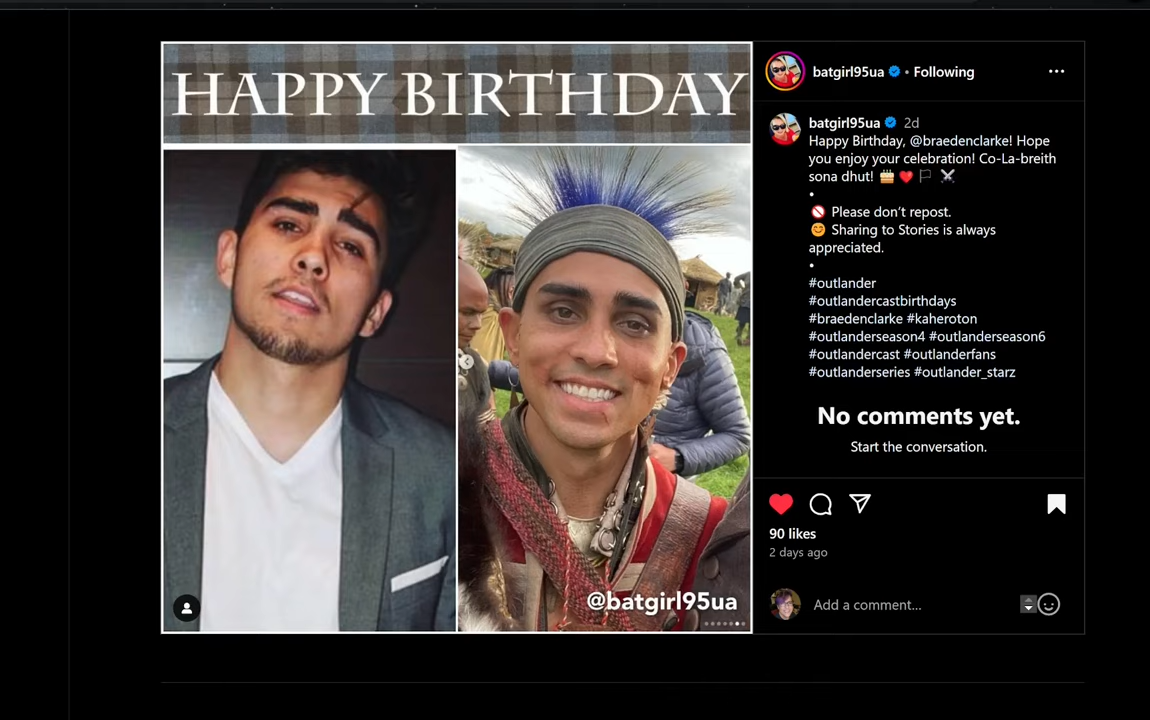 HAPPY BIRTHDAY
@batgirl95ua
batgirl95ua • Following
batgirl95ua 2d
Happy Birthday, @braedenclarke! Hope
you enjoy your celebration! Co-La-breith
sona dhut! 🎂❤️🏴⚔️
•
🚫 Please don’t repost.
😊 Sharing to Stories is always
appreciated.
•
#outlander
#outlandercastbirthdays
#braedenclarke #kaheroton
#outlanderseason4 #outlanderseason6
#outlandercast #outlanderfans
#outlanderseries #outlander_starz
No comments yet.
Start the conversation.
90 likes
2 days ago
Add a comment...